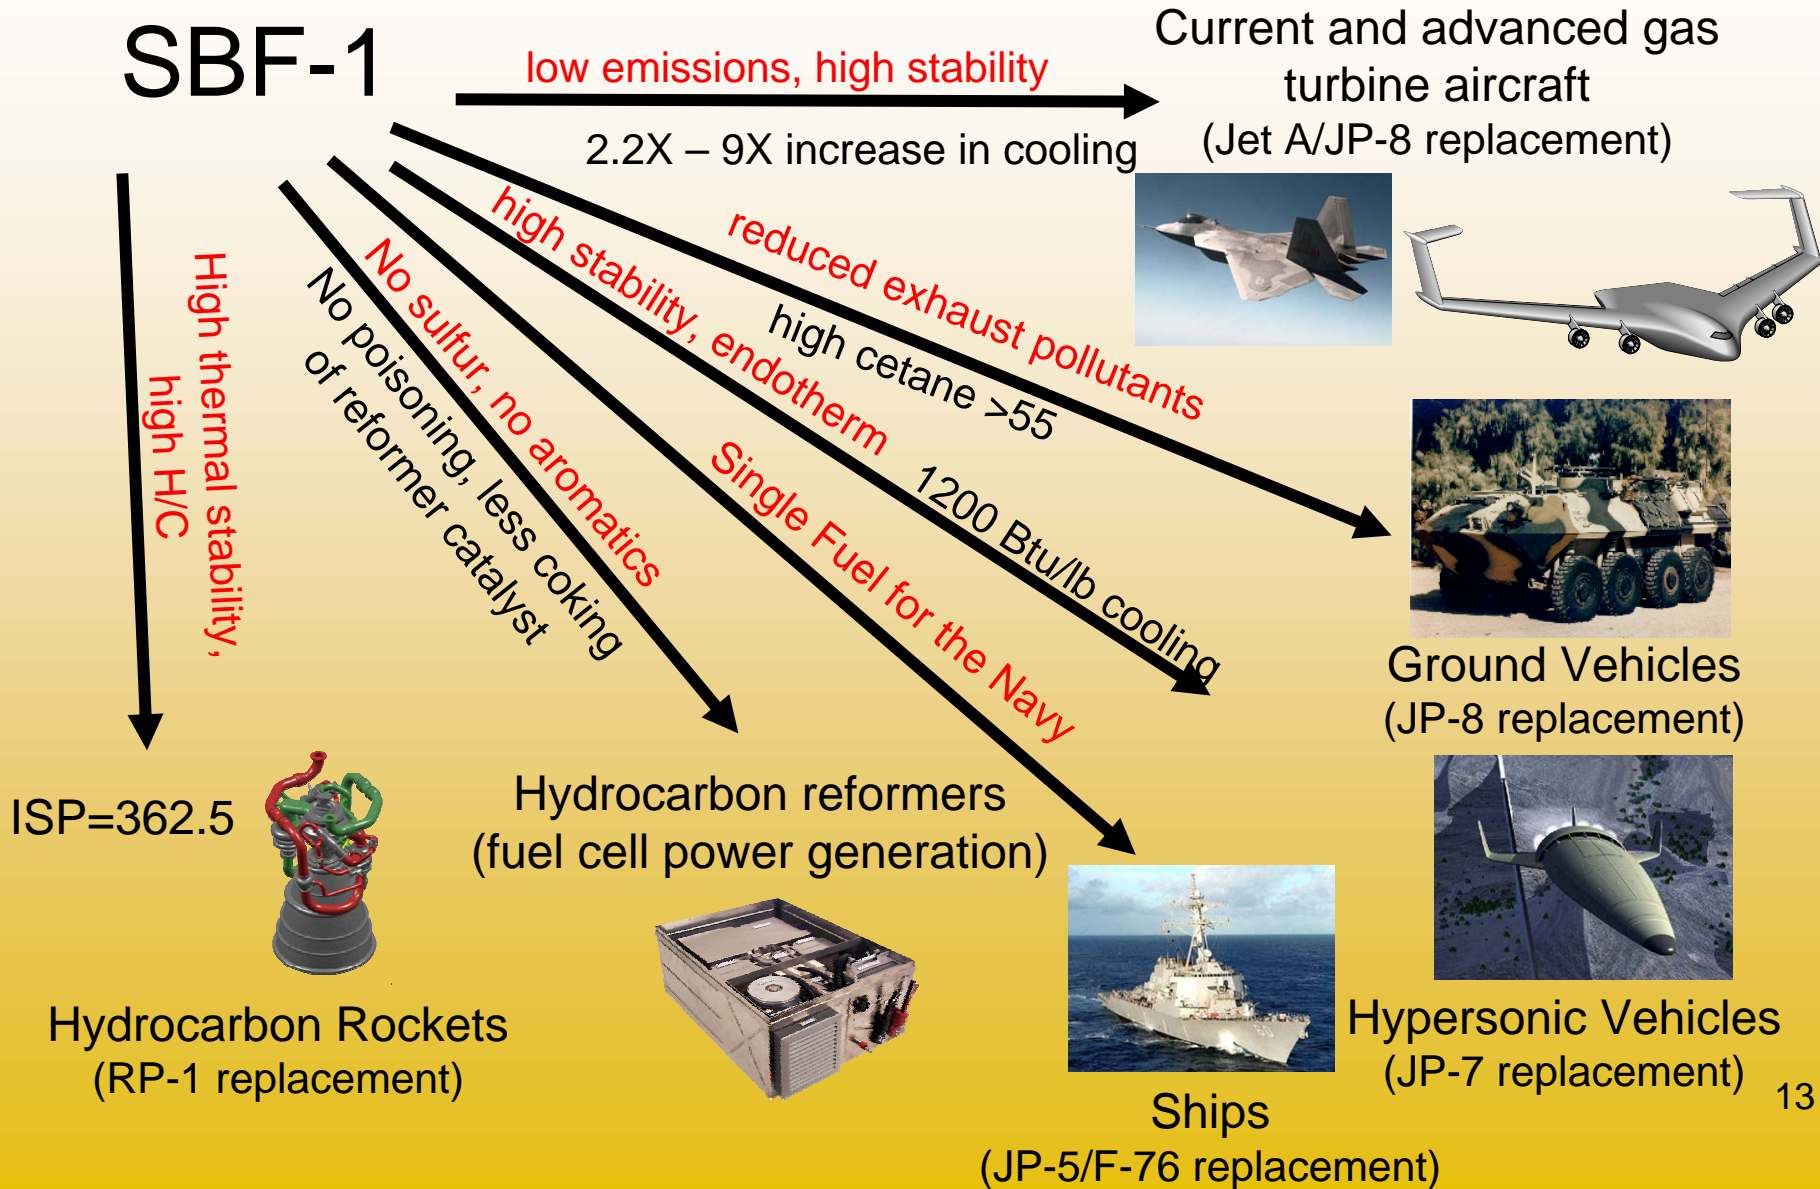 SBF-1
low emissions, high stability
2.2X – 9X increase in cooling
Current and advanced gas
turbine aircraft
(Jet A/JP-8 replacement)
reduced exhaust pollutants
high cetane >55
Ground Vehicles
(JP-8 replacement)
high stability, endotherm
1200 Btu/lb cooling
Hypersonic Vehicles
(JP-7 replacement)
Single Fuel for the Navy
Ships
(JP-5/F-76 replacement)
No sulfur, no aromatics
No poisoning, less coking
of reformer catalyst
Hydrocarbon reformers
(fuel cell power generation)
High thermal stability,
high H/C
ISP=362.5
Hydrocarbon Rockets
(RP-1 replacement)
13